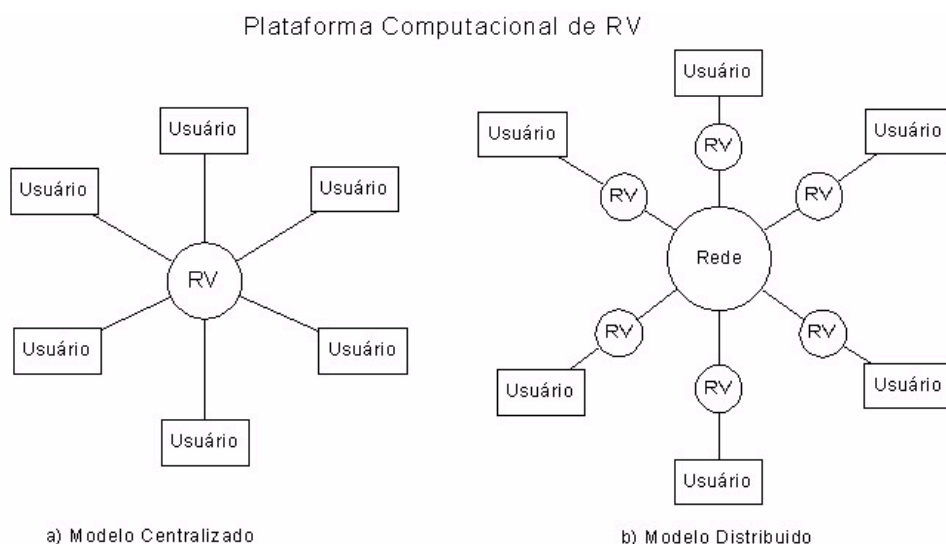 Plataforma Computacional de RV
Usuário
Usuário
Usuário
RV
Usuário
Usuário
Usuário
a) Modelo Centralizado
Usuário
Usuário
Usuário
RV
RV
RV
Rede
RV
RV
RV
Usuário
Usuário
Usuário
b) Modelo Distribuido